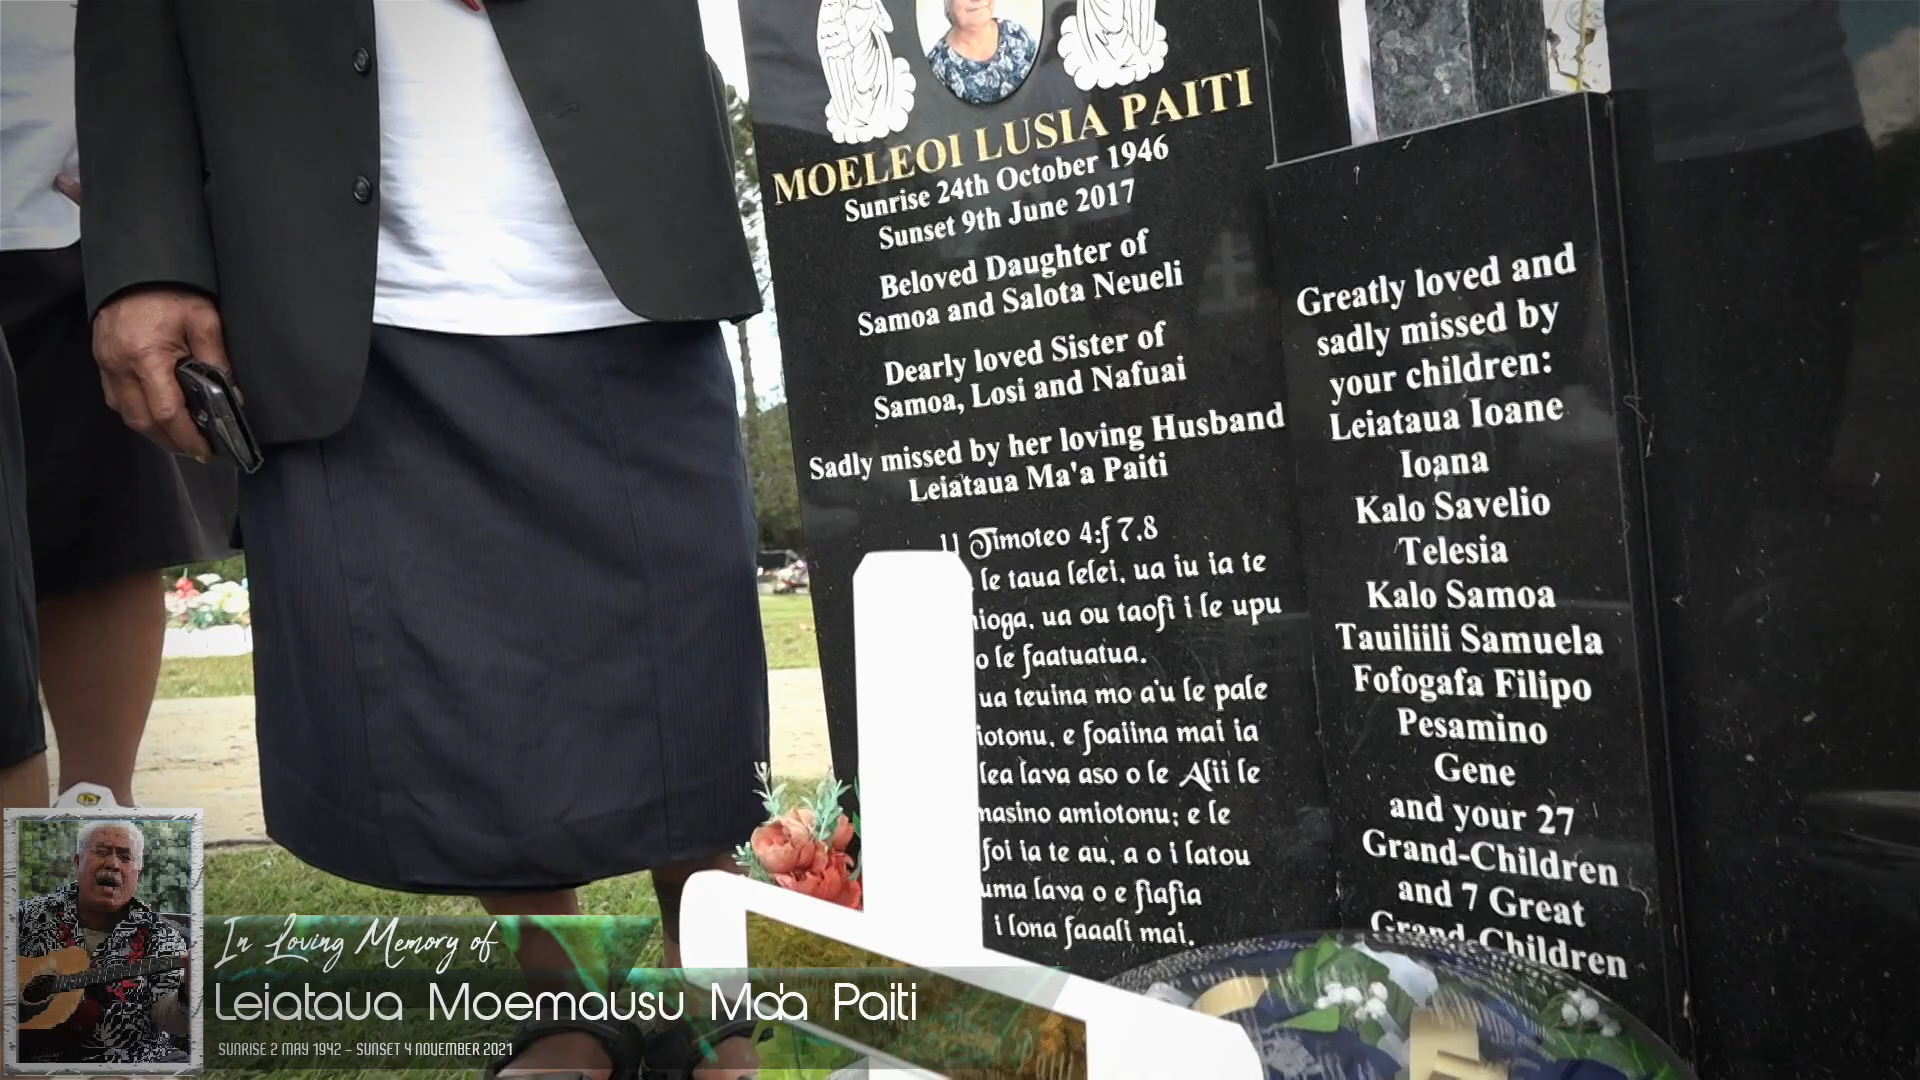 MOELEOI LUSIA PAITI
Sunrise 24th October 1946
Sunset 9th June 2017
Beloved Daughter of
Samoa and Salota Neueli
Dearly loved Sister of
Samoa, Losi and Nafuai
Sadly missed by her loving Husband
Leiataua Ma'a Paiti
11 Timoteo 4:f 7.8
le taua lelei, ua iu ia te
ua ou taofi i le upu
o le faatuatua.
ua teuina mo a'u le pale
e foaiina mai ia
lava aso o le Alii le
amiotonu; e le
foi ia te au, a o i latou
uma lava o e fiafia
i lona faaali mai.
Greatly loved and
sadly missed by
your children:
Leiataua Ioane
Ioana
Kalo Savelio
Telesia
Kalo Samoa
Tauiliili Samuela
Fofogafa Filipo
Pesamino
Gene
and your 27
Grand-Children
and 7 Great
Grand-Children
In Loving Memory of
Leiataua Moemausu Ma'a Paiti
SUNRISE 2 MAY 1942 - SUNSET 4 NOVEMBER 2021